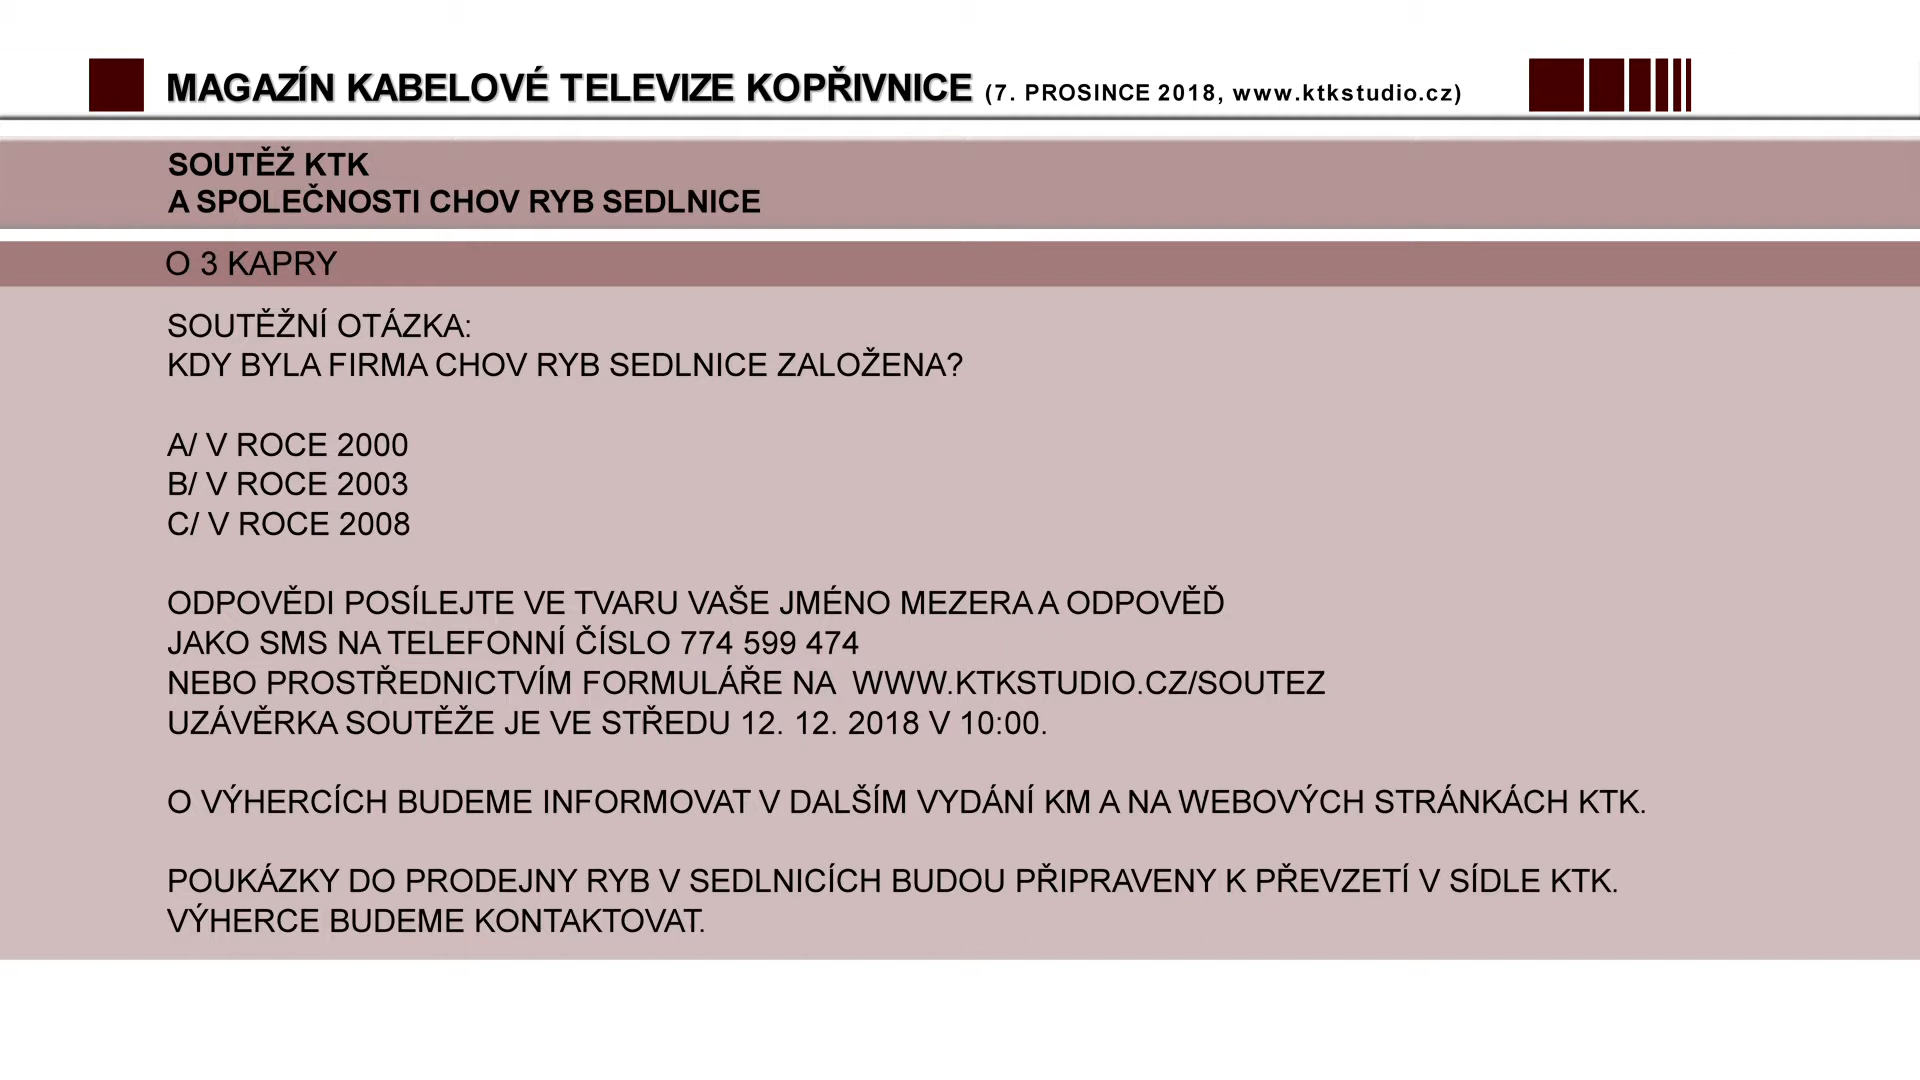 MAGAZÍN KABELOVÉ TELEVIZE KOPŘIVNICE (7. PROSINCE 2018, www.ktkstudio.cz)
SOUTĚŽ KTK
A SPOLEČNOSTI CHOV RYB SEDLNICE
O 3 KAPRY
SOUTĚŽNÍ OTÁZKA:
KDY BYLA FIRMA CHOV RYB SEDLNICE ZALOŽENA?
A/ V ROCE 2000
B/ V ROCE 2003
C/ V ROCE 2008
ODPOVĚDI POSÍLEJTE VE TVARU VAŠE JMÉNO MEZERA A ODPOVĚĎ
JAKO SMS NA TELEFONNÍ ČÍSLO 774 599 474
NEBO PROSTŘEDNICTVÍM FORMULÁŘE NA WWW.KTKSTUDIO.CZ/SOUTEZ
UZÁVĚRKA SOUTĚŽE JE VE STŘEDU 12. 12. 2018 V 10:00.
O VÝHERCÍCH BUDEME INFORMOVAT V DALŠÍM VYDÁNÍ KM A NA WEBOVÝCH STRÁNKÁCH KTK.
POUKÁZKY DO PRODEJNY RYB V SEDLNICÍCH BUDOU PŘIPRAVENY K PŘEVZETÍ V SÍDLE KTK.
VÝHERCE BUDEME KONTAKTOVAT.